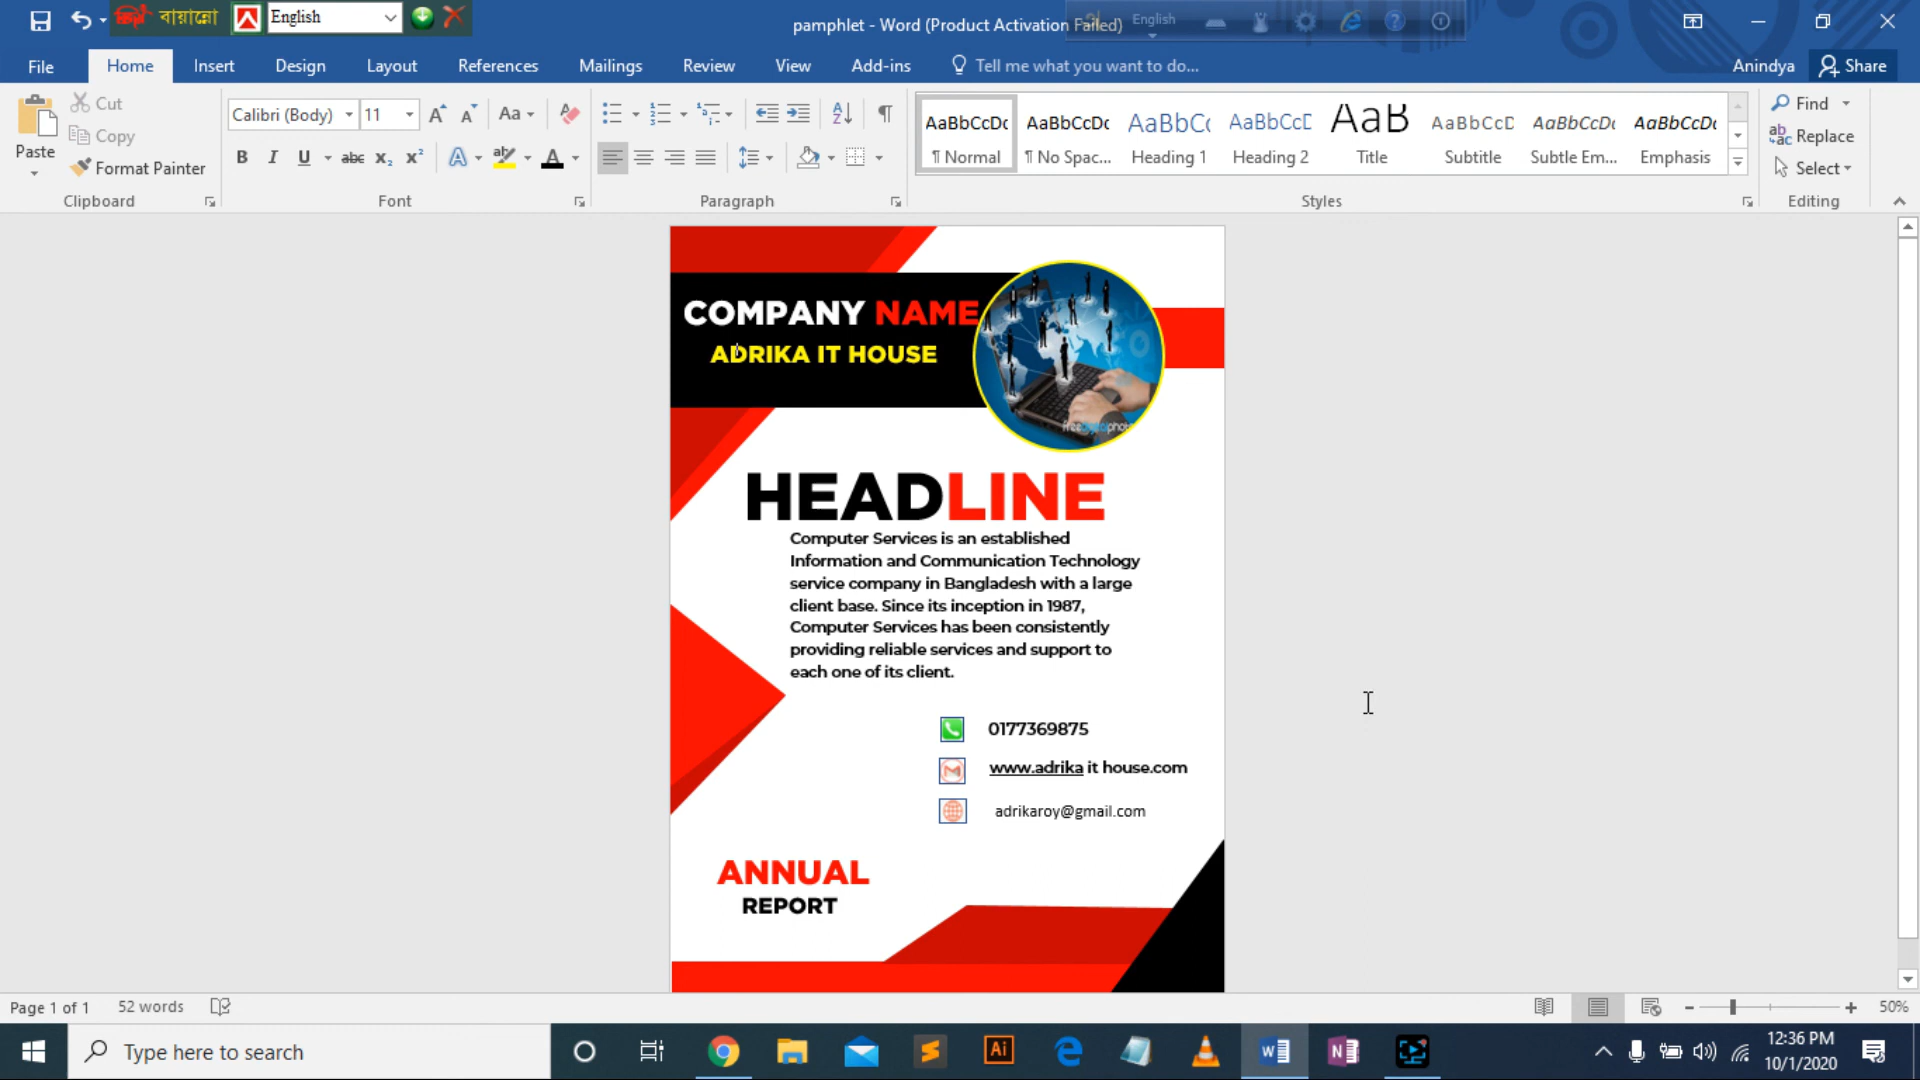 বায়ান্নো English
pamphlet - Word (Product Activation Failed)
English
File Home Insert Design Layout References Mailings Review View Add-ins Tell me what you want to do... Anindya Share
Paste
Cut
Copy
Format Painter
Clipboard
Calibri (Body) 11
Font
Paragraph
AaBbCcDc AaBbCcDc AaBbCc AaBbCcD AaB AaBbCcD AaBbCcDc AaBbCcDc
¶ Normal ¶ No Spac... Heading 1 Heading 2 Title Subtitle Subtle Em... Emphasis
Styles
Find
Replace
Select
Editing
COMPANY NAME
ADRIKA IT HOUSE
HEADLINE
Computer Services is an established
Information and Communication Technology
service company in Bangladesh with a large
client base. Since its inception in 1987,
Computer Services has been consistently
providing reliable services and support to
each one of its client.
0177369875
www.adrika it house.com
adrikaroy@gmail.com
ANNUAL
REPORT
Page 1 of 1 52 words 50%
Type here to search
12:36 PM
10/1/2020